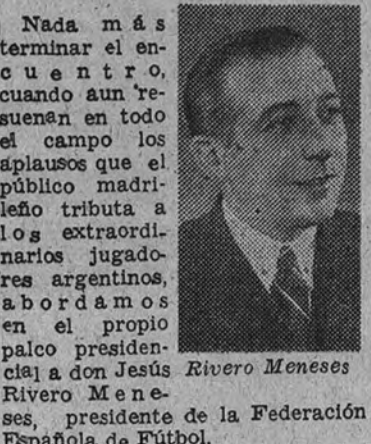 Nada más
terminar el en-
cuentro,
cuando aun re-
suenan en todo
el campo los
aplausos que el
público madri-
leño tributa a
los extraordi-
narios jugado-
res argentinos,
abordamos
en el propio
palco presiden-
cial a don Jesús
Rivero Mene-
ses, presidente de la Federación
Española de Fútbol.
Rivero Meneses